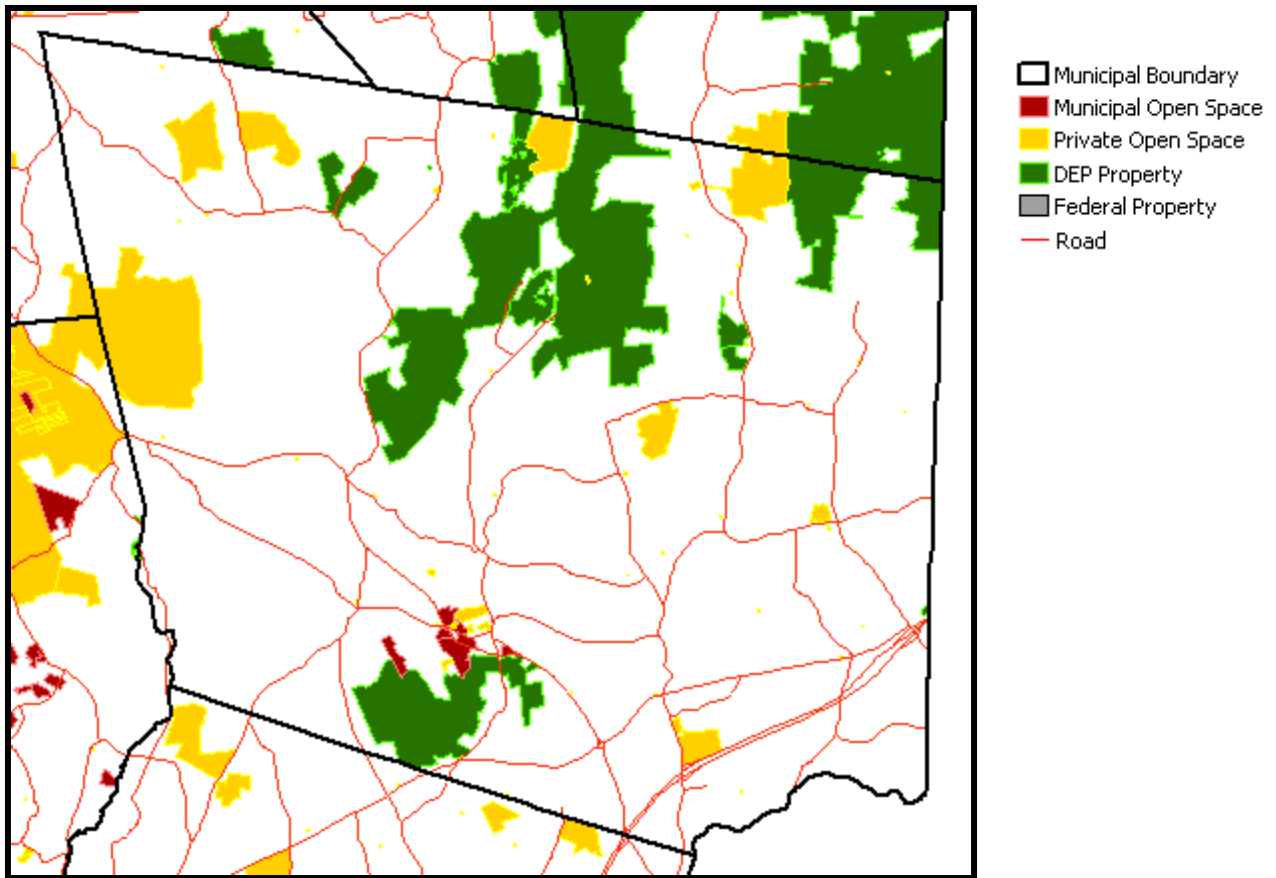 Municipal Boundary
Municipal Open Space
Private Open Space
DEP Property
Federal Property
Road